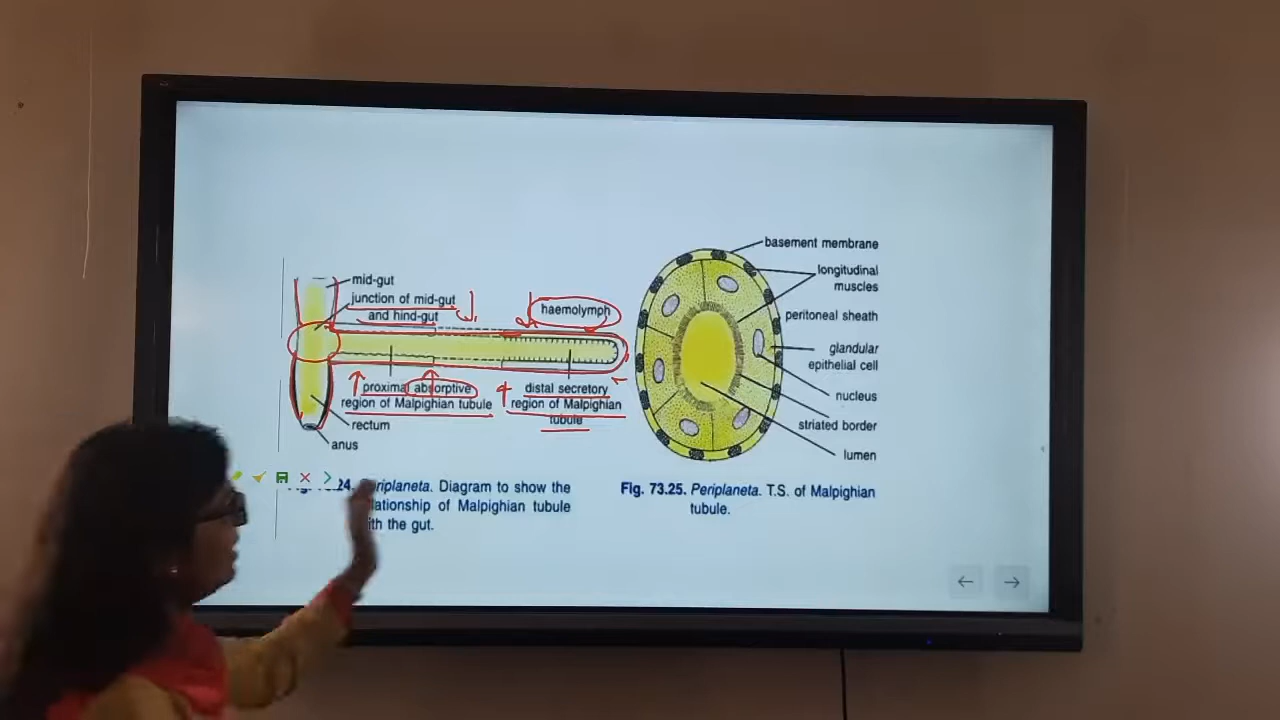 mid-gut
junction of mid-gut
and hind-gut
haemolymph
proximal absorptive
region of Malpighian tubule
distal secretory
region of Malpighian
tubule
rectum
anus
24. Periplaneta. Diagram to show the
relationship of Malpighian tubule
with the gut.
basement membrane
longitudinal
muscles
peritoneal sheath
glandular
epithelial cell
nucleus
striated border
lumen
Fig. 73.25. Periplaneta. T.S. of Malpighian
tubule.